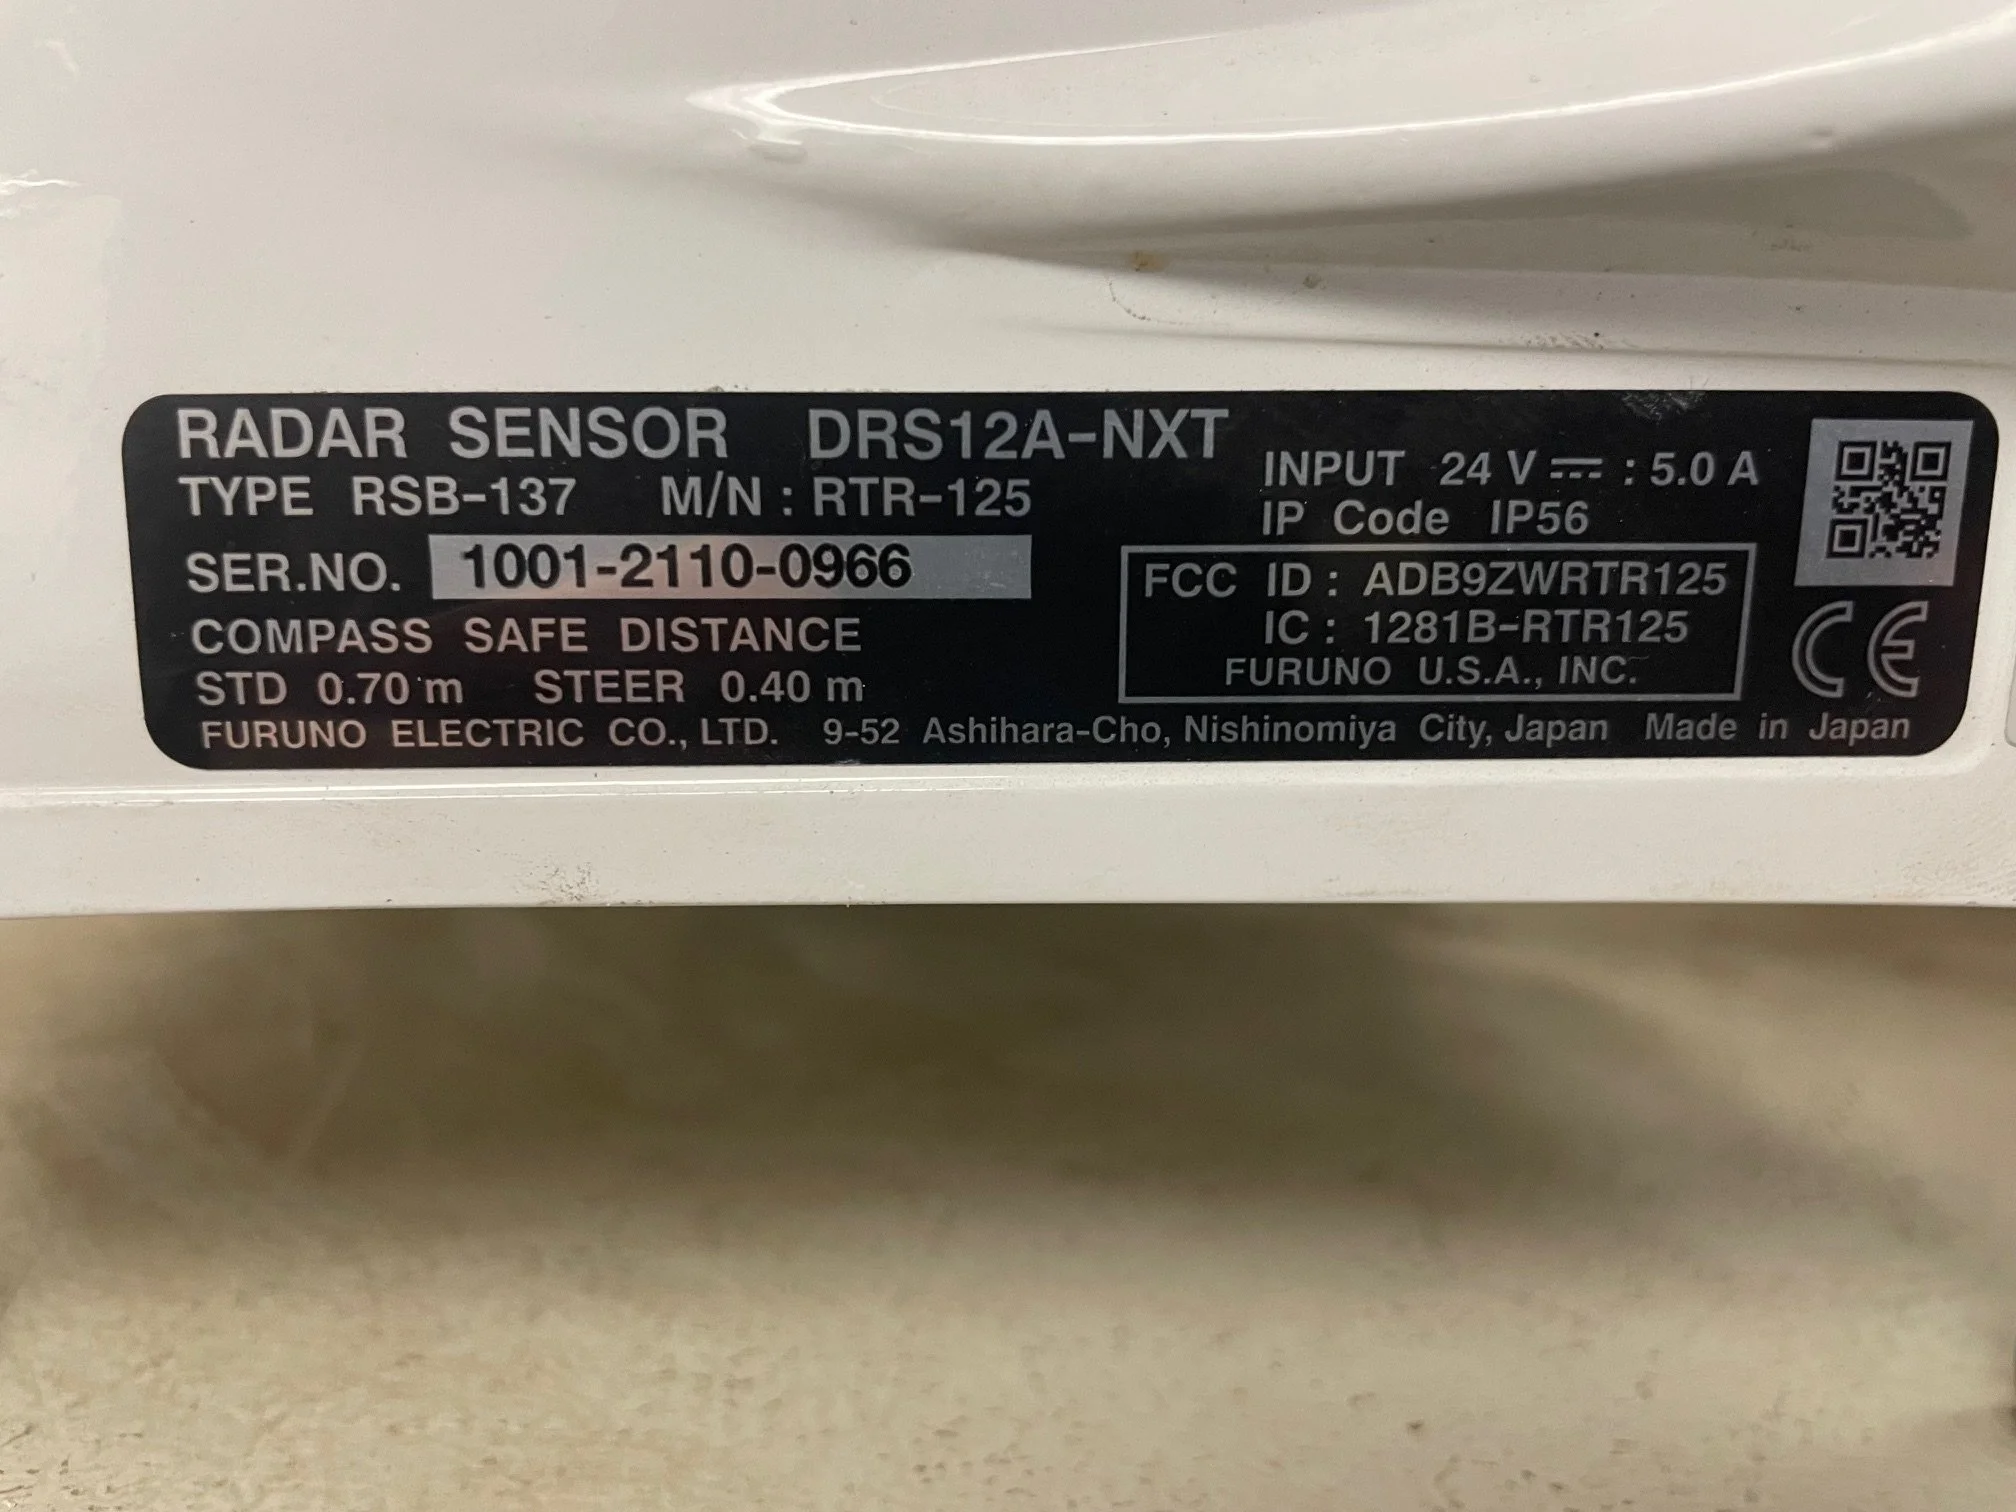 RADAR SENSOR DRS12A-NXT
TYPE RSB-137 M/N : RTR-125
SER.NO. 1001-2110-0966
COMPASS SAFE DISTANCE
STD 0.70 m STEER 0.40 m
FURUNO ELECTRIC CO., LTD. 9-52 Ashihara-Cho, Nishinomiya City, Japan Made in Japan
INPUT 24 V ⎓ : 5.0 A
IP Code IP56
FCC ID : ADB9ZWRTR125
IC : 1281B-RTR125
FURUNO U.S.A., INC.
CE